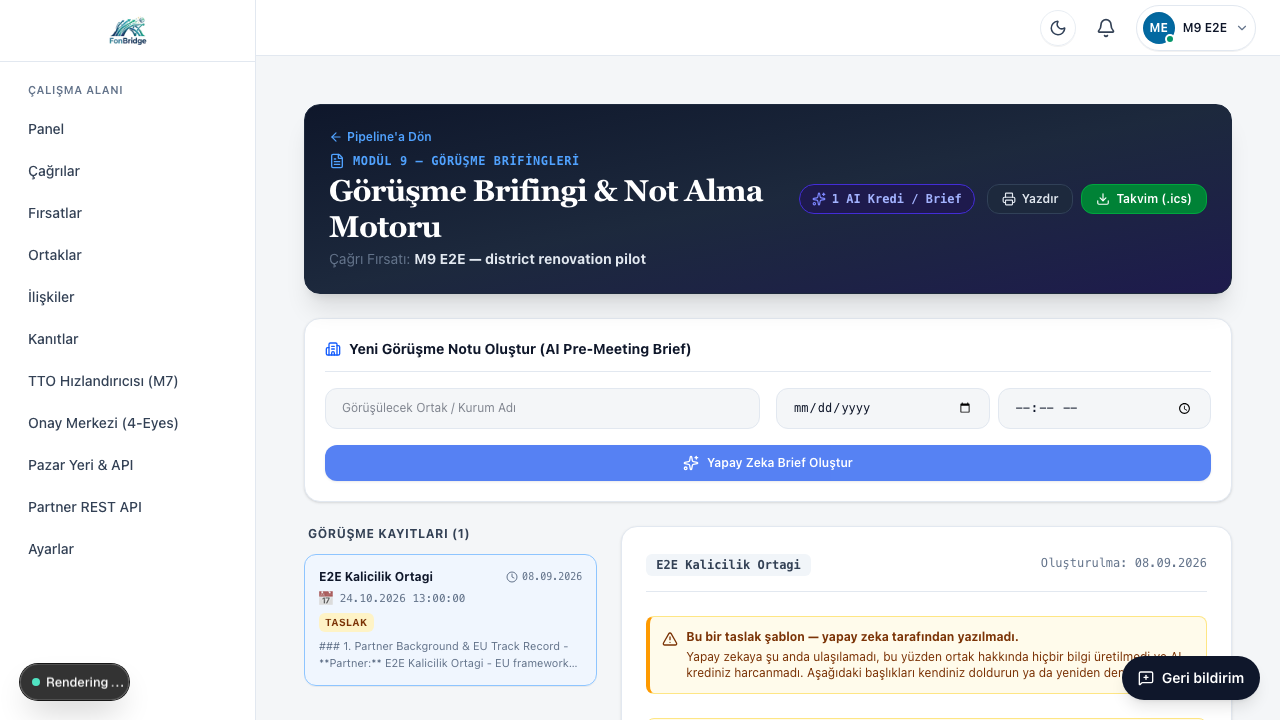 FonBridge
ME
M9 E2E
ÇALIŞMA ALANI
Panel
Çağrılar
Fırsatlar
Ortaklar
İlişkiler
Kanıtlar
TTO Hızlandırıcısı (M7)
Onay Merkezi (4-Eyes)
Pazar Yeri & API
Partner REST API
Ayarlar
Rendering ...
Pipeline'a Dön
MODÜL 9 — GÖRÜŞME BRİFİNGLERİ
Görüşme Brifingi & Not Alma
Motoru
Çağrı Fırsatı: M9 E2E — district renovation pilot
1 AI Kredi / Brief
Yazdır
Takvim (.ics)
Yeni Görüşme Notu Oluştur (AI Pre-Meeting Brief)
Görüşülecek Ortak / Kurum Adı
mm/dd/yyyy
--:-- --
Yapay Zeka Brief Oluştur
GÖRÜŞME KAYITLARI (1)
E2E Kalicilik Ortagi
08.09.2026
24.10.2026 13:00:00
TASLAK
### 1. Partner Background & EU Track Record -
**Partner:** E2E Kalicilik Ortagi - EU framework...
E2E Kalicilik Ortagi
Oluşturulma: 08.09.2026
Bu bir taslak şablon — yapay zeka tarafından yazılmadı.
Yapay zekaya şu anda ulaşılamadı, bu yüzden ortak hakkında hiçbir bilgi üretilmedi
krediniz harcanmadı. Aşağıdaki başlıkları kendiniz doldurun ya da yeniden
Geri bildirim